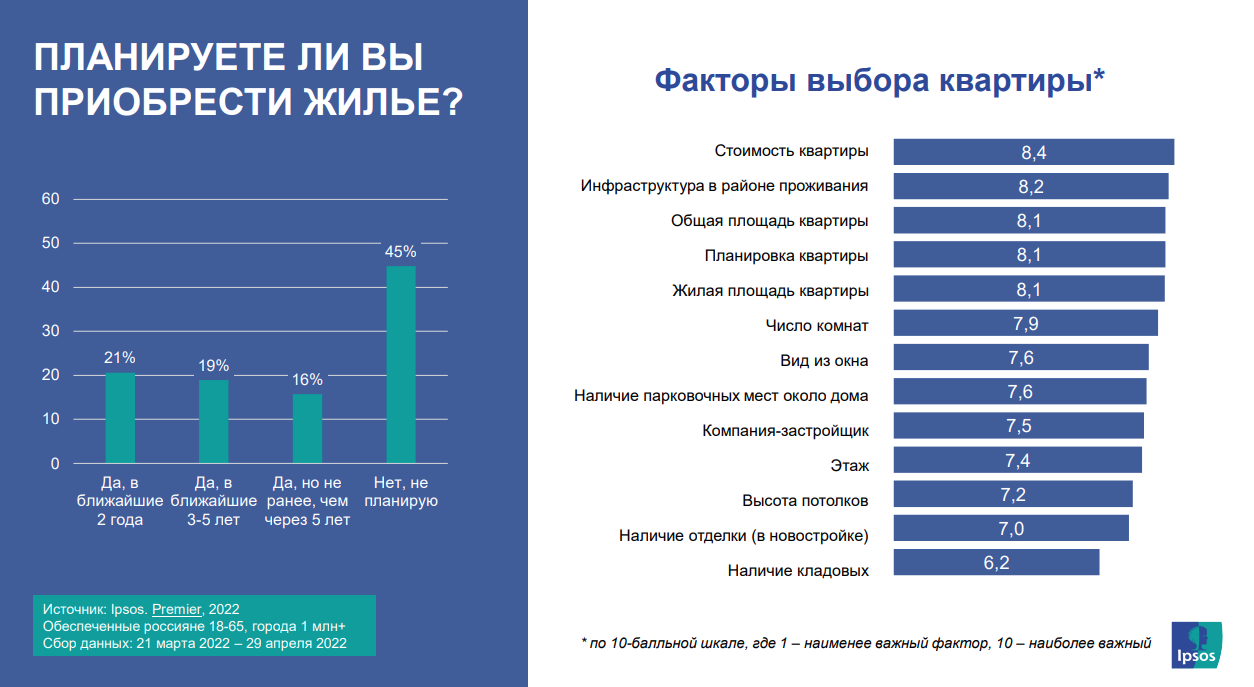 ПЛАНИРУЕТЕ ЛИ ВЫ
ПРИОБРЕСТИ ЖИЛЬЕ?
60
50
40
30
20
10
0
21%
19%
16%
45%
Да, в
ближайшие
2 года
Да, в
ближайшие
3-5 лет
Да, но не
ранее, чем
через 5 лет
Нет, не
планирую
Источник: Ipsos. Premier, 2022
Обеспеченные россияне 18-65, города 1 млн+
Сбор данных: 21 марта 2022 – 29 апреля 2022
Факторы выбора квартиры*
Стоимость квартиры 8,4
Инфраструктура в районе проживания 8,2
Общая площадь квартиры 8,1
Планировка квартиры 8,1
Жилая площадь квартиры 8,1
Число комнат 7,9
Вид из окна 7,6
Наличие парковочных мест около дома 7,6
Компания-застройщик 7,5
Этаж 7,4
Высота потолков 7,2
Наличие отделки (в новостройке) 7,0
Наличие кладовых 6,2
* по 10-балльной шкале, где 1 – наименее важный фактор, 10 – наиболее важный
Ipsos